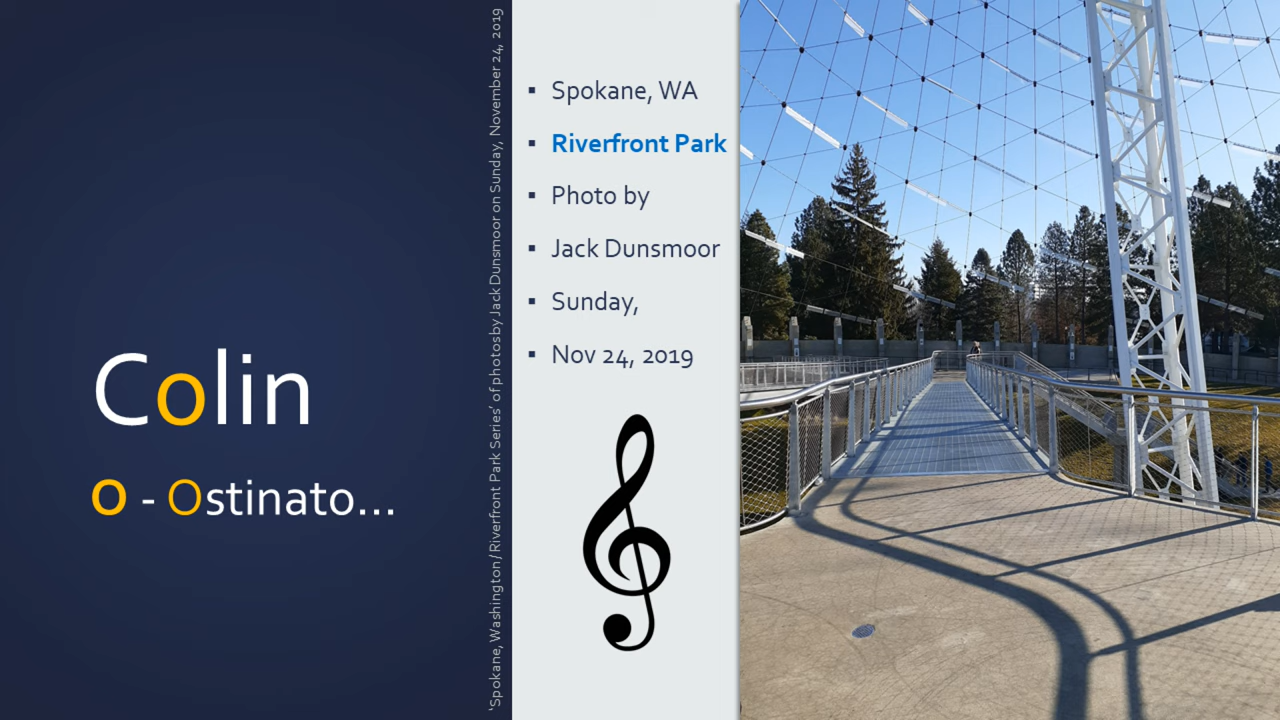 Colin
O - Ostinato...
'Spokane, Washington / Riverfront Park Series' of photos by Jack Dunsmoor on Sunday, November 24, 2019
▪ Spokane, WA
▪ Riverfront Park
▪ Photo by
▪ Jack Dunsmoor
▪ Sunday,
▪ Nov 24, 2019